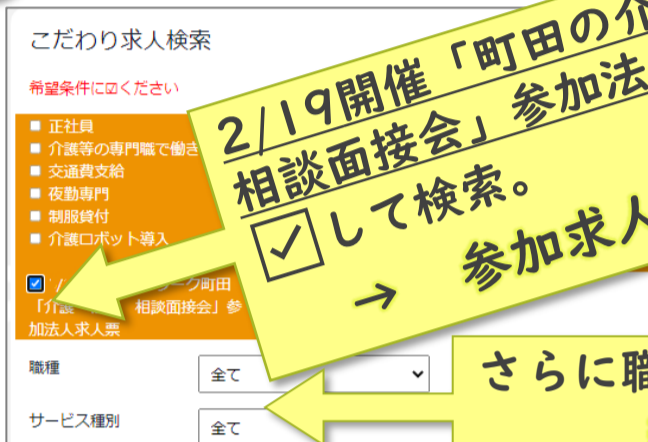 こだわり求人検索
希望条件に☑ください
正社員
介護等の専門職で働き
交通費支給
夜勤専門
制服貸付
介護ロボット導入
ーク町田
「介護 相談面接会」参
加法人求人票
職種
全て
サービス種別
全て
2/19開催「町田の介
相談面接会」参加法
☑して検索。
→ 参加求人
さらに職